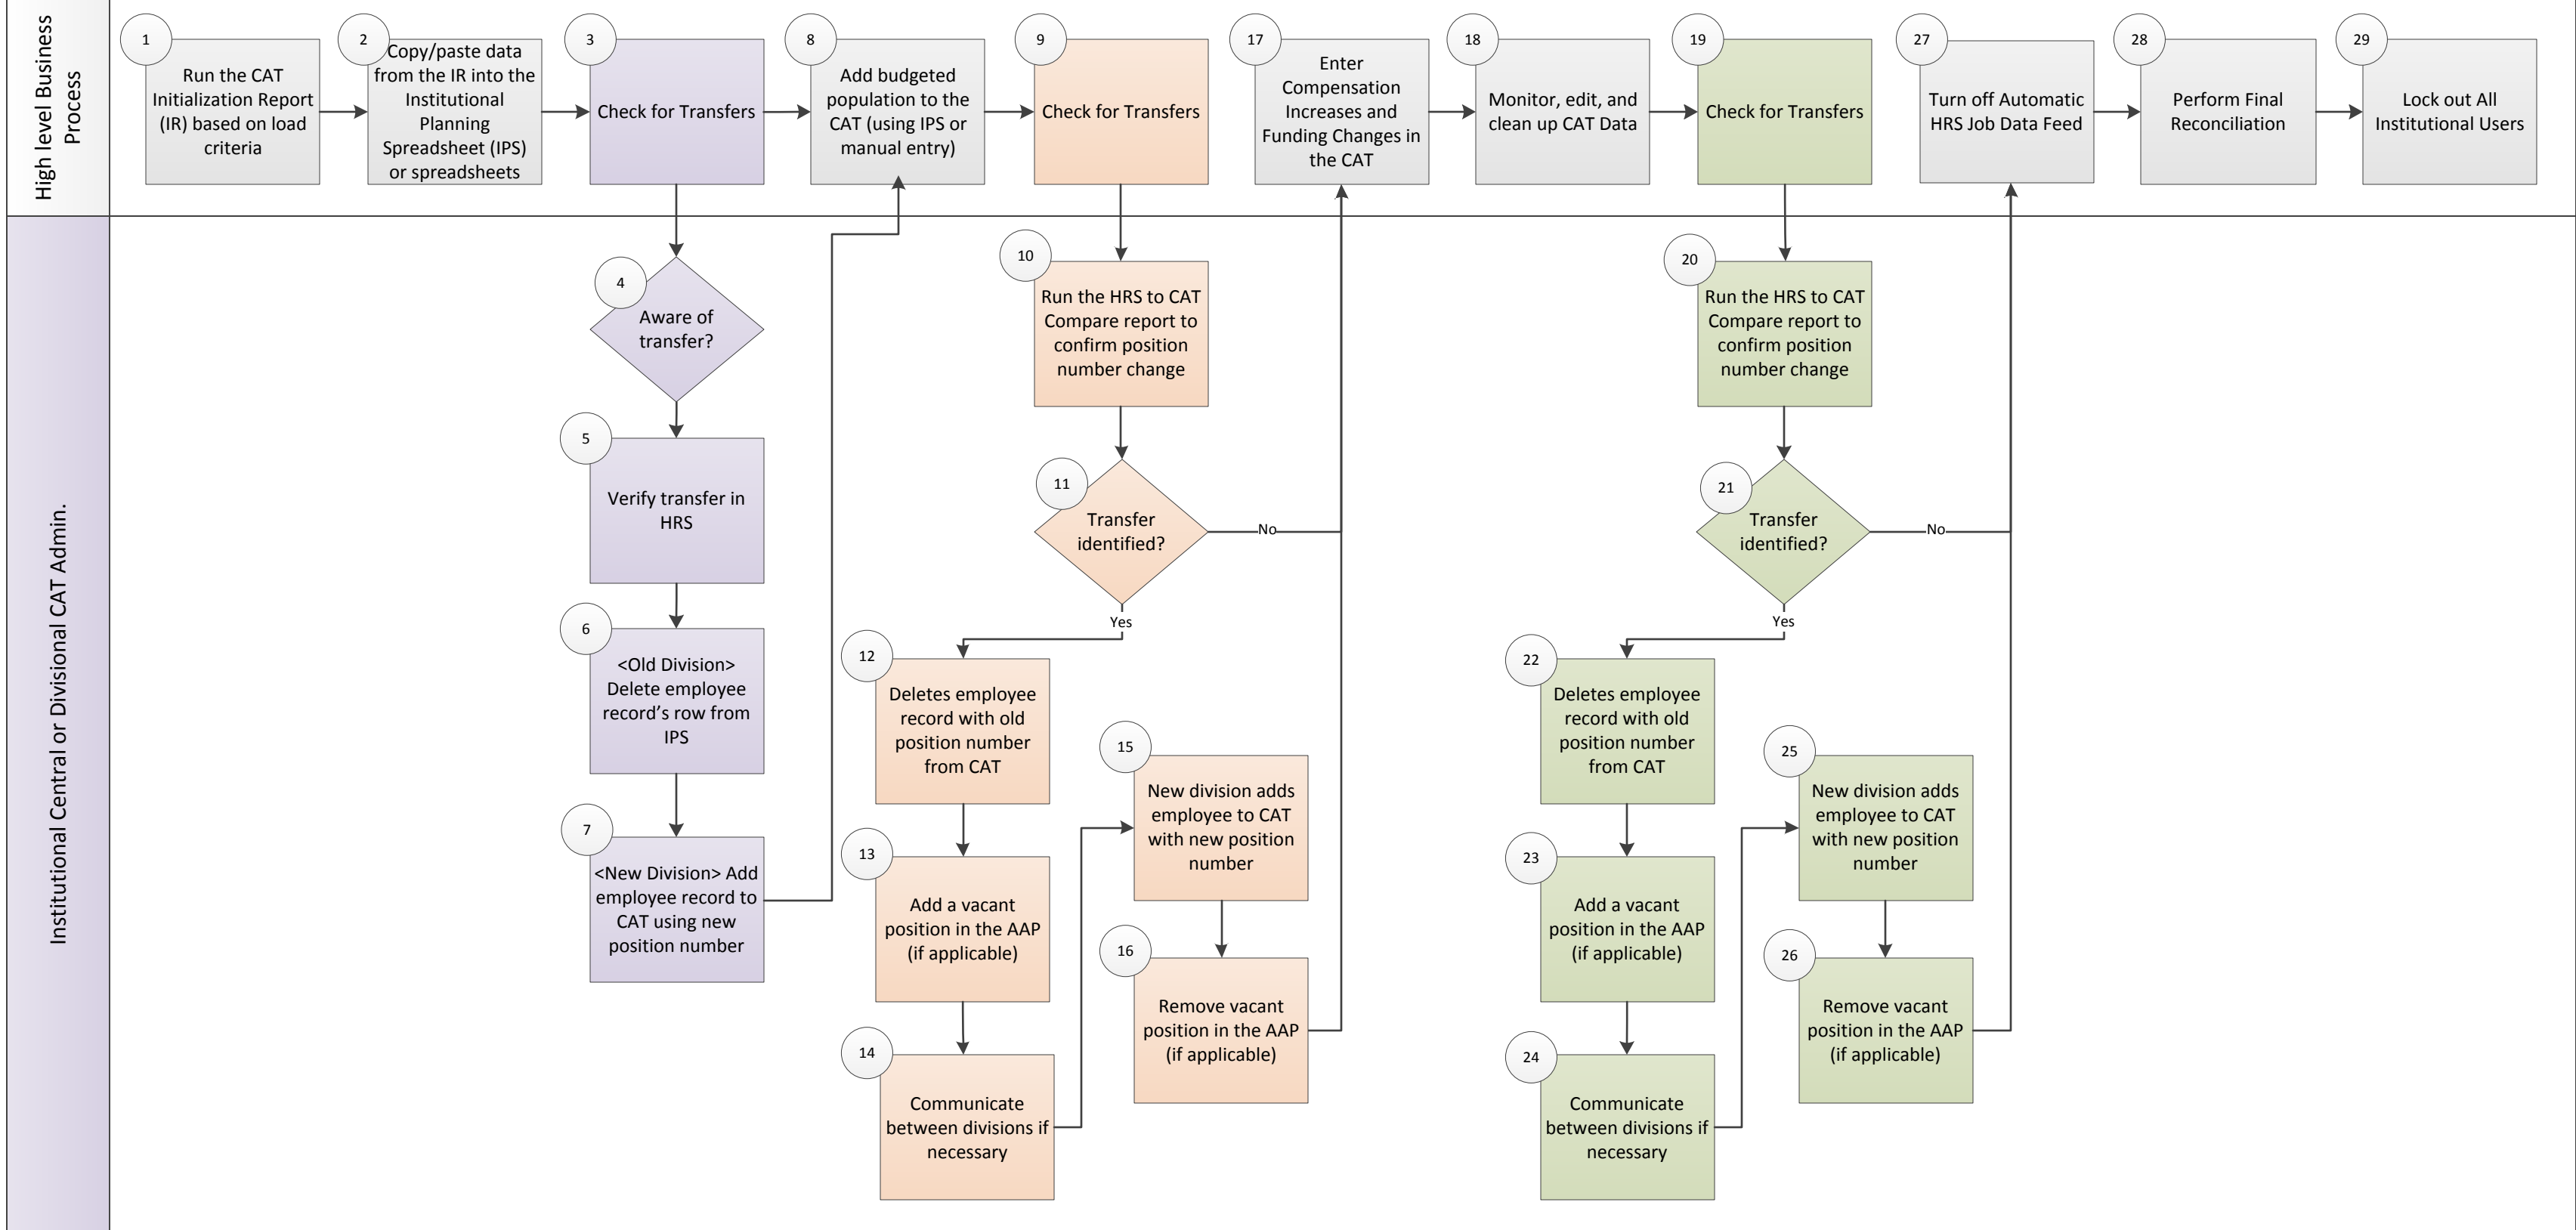 High level Business
Process
1
Run the CAT
Initialization Report
(IR) based on load
criteria
2
Copy/paste data
from the IR into the
Institutional
Planning
Spreadsheet (IPS)
or spreadsheets
3
Check for Transfers
8
Add budgeted
population to the
CAT (using IPS or
manual entry)
9
Check for Transfers
17
Enter
Compensation
Increases and
Funding Changes in
the CAT
18
Monitor, edit, and
clean up CAT Data
19
Check for Transfers
27
Turn off Automatic
HRS Job Data Feed
28
Perform Final
Reconciliation
29
Lock out All
Institutional Users
Institutional Central or Divisional CAT Admin.
4
Aware of
transfer?
5
Verify transfer in
HRS
6
<Old Division>
Delete employee
record’s row from
IPS
7
<New Division> Add
employee record to
CAT using new
position number
10
Run the HRS to CAT
Compare report to
confirm position
number change
11
Transfer
identified?
No
Yes
12
Deletes employee
record with old
position number
from CAT
13
Add a vacant
position in the AAP
(if applicable)
14
Communicate
between divisions if
necessary
15
New division adds
employee to CAT
with new position
number
16
Remove vacant
position in the AAP
(if applicable)
20
Run the HRS to CAT
Compare report to
confirm position
number change
21
Transfer
identified?
No
Yes
22
Deletes employee
record with old
position number
from CAT
23
Add a vacant
position in the AAP
(if applicable)
24
Communicate
between divisions if
necessary
25
New division adds
employee to CAT
with new position
number
26
Remove vacant
position in the AAP
(if applicable)